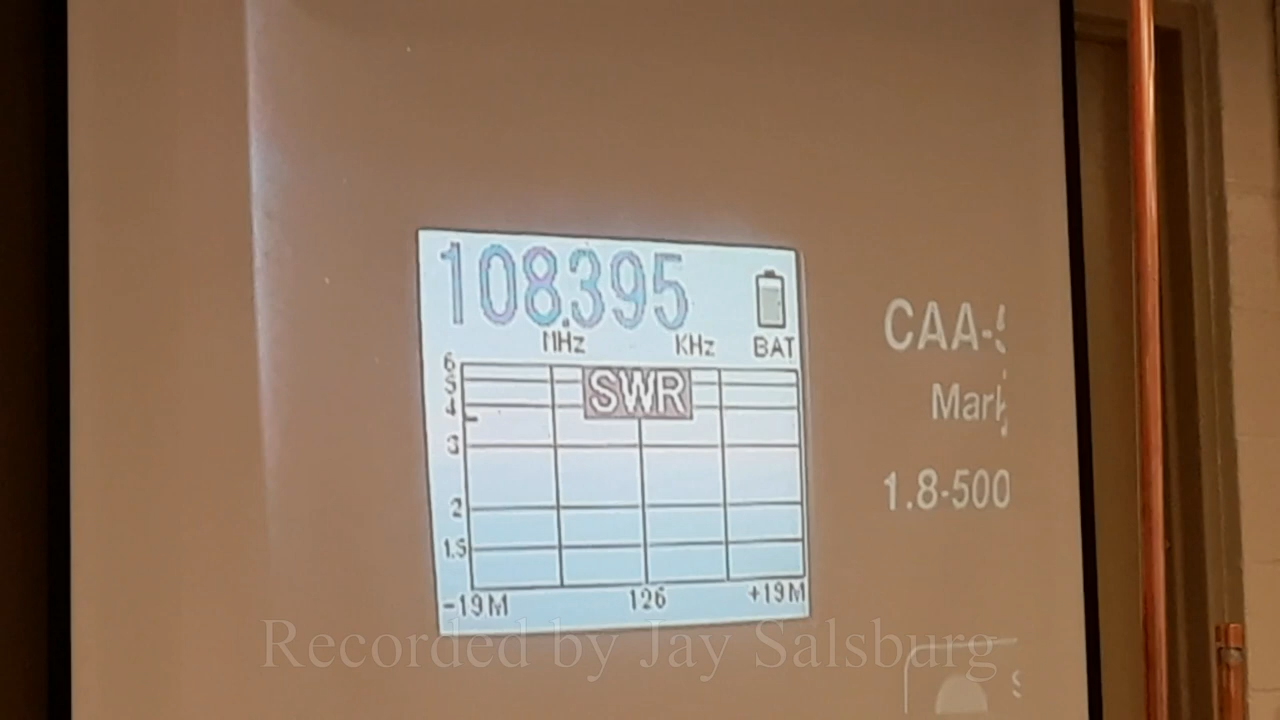 108.395
MHz KHz BAT
6
5
4
3
2
1.5
SWR
-19M 126 +19M
CAA-
Mark
1.8-500
Recorded by Jay Salsburg